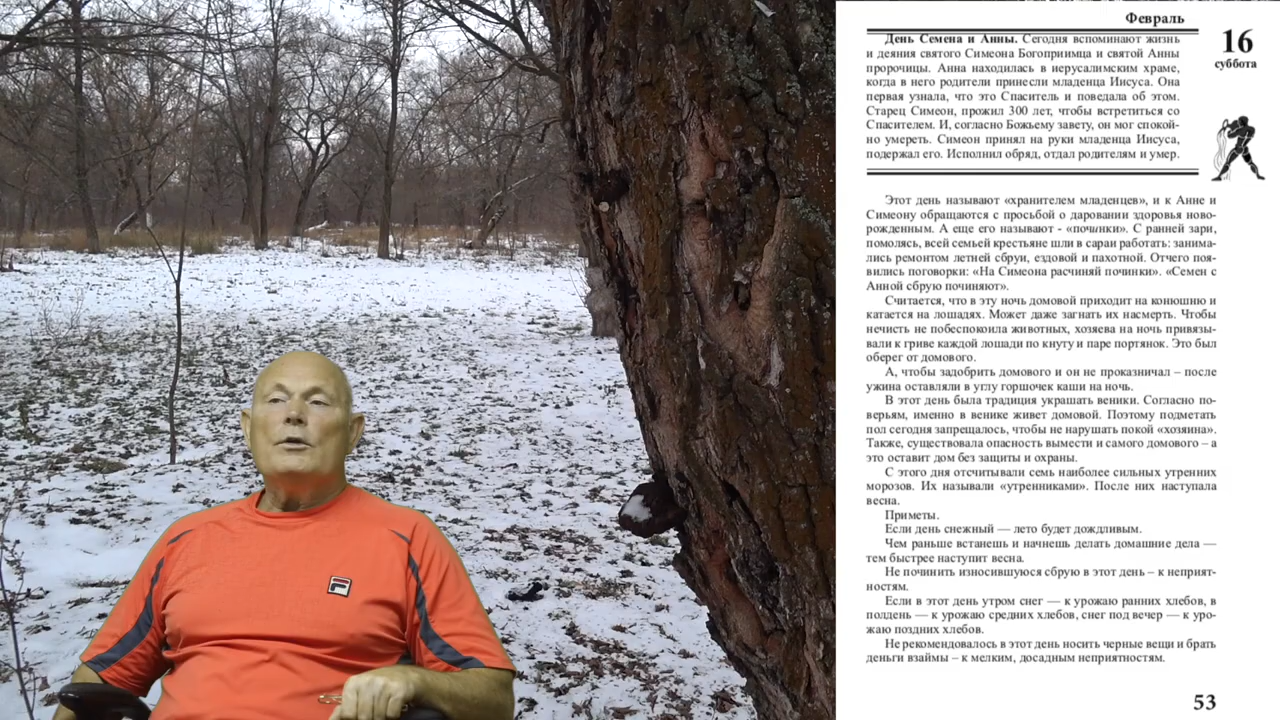 Февраль
16
суббота
День Семена и Анны. Сегодня вспоминают жизнь
и деяния святого Симеона Богоприимца и святой Анны
пророчицы. Анна находилась в иерусалимским храме,
когда в него родители принесли младенца Иисуса. Она
первая узнала, что это Спаситель и поведала об этом.
Старец Симеон, прожил 300 лет, чтобы встретиться со
Спасителем. И, согласно Божьему завету, он мог спокой-
но умереть. Симеон принял на руки младенца Иисуса,
подержал его. Исполнил обряд, отдал родителям и умер.
Этот день называют «хранителем младенцев», и к Анне и
Симеону обращаются с просьбой о даровании здоровья ново-
рожденным. А еще его называют - «починки». С ранней зари,
помолясь, всей семьей крестьяне шли в сараи работать: занима-
лись ремонтом летней сбруи, ездовой и пахотной. Отчего поя-
вились поговорки: «На Симеона расчиняй починки». «Семен с
Анной сбрую починяют».
Считается, что в эту ночь домовой приходит на конюшню и
катается на лошадях. Может даже загнать их насмерть. Чтобы
нечисть не побеспокоила животных, хозяева на ночь привязы-
вали к гриве каждой лошади по кнуту и паре портянок. Это был
оберег от домового.
А, чтобы задобрить домового и он не проказничал – после
ужина оставляли в углу горшочек каши на ночь.
В этот день была традиция украшать веники. Согласно по-
верьям, именно в венике живет домовой. Поэтому подметать
пол сегодня запрещалось, чтобы не нарушать покой «хозяина».
Также, существовала опасность вымести и самого домового – а
это оставит дом без защиты и охраны.
С этого дня отсчитывали семь наиболее сильных утренних
морозов. Их называли «утренниками». После них наступала
весна.
Приметы.
Если день снежный — лето будет дождливым.
Чем раньше встанешь и начнешь делать домашние дела —
тем быстрее наступит весна.
Не починить износившуюся сбрую в этот день – к неприят-
ностям.
Если в этот день утром снег — к урожаю ранних хлебов, в
полдень — к урожаю средних хлебов, снег под вечер — к уро-
жаю поздних хлебов.
Не рекомендовалось в этот день носить черные вещи и брать
деньги взаймы – к мелким, досадным неприятностям.
53